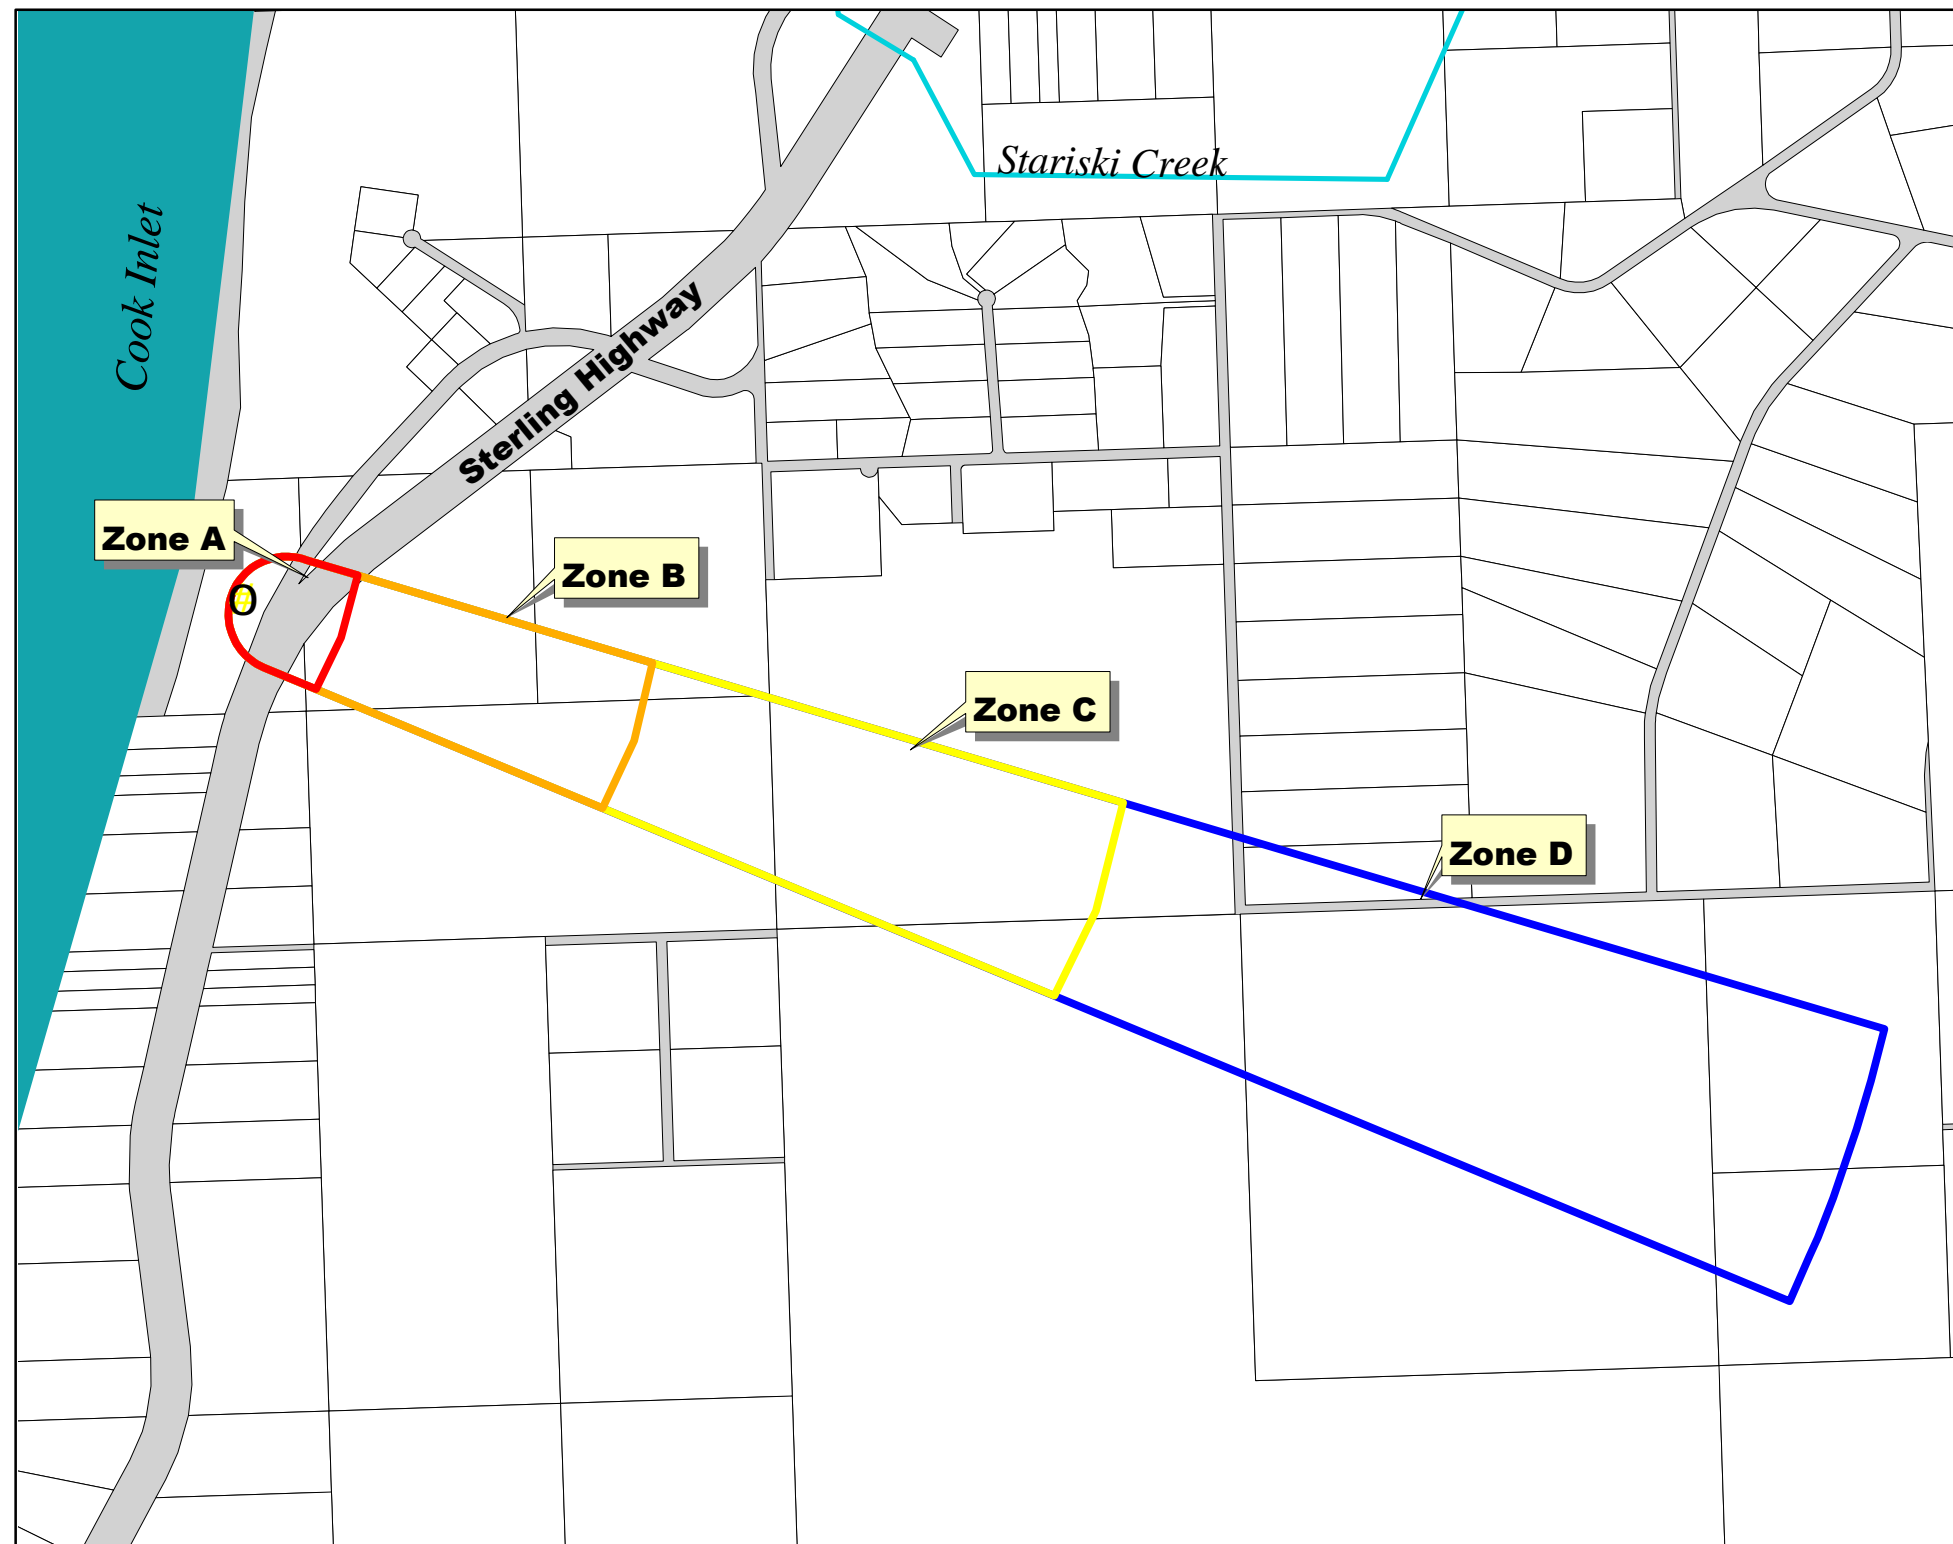 Stariski Creek
Cook Inlet
Sterling Highway
Zone A
Zone B
Zone C
Zone D